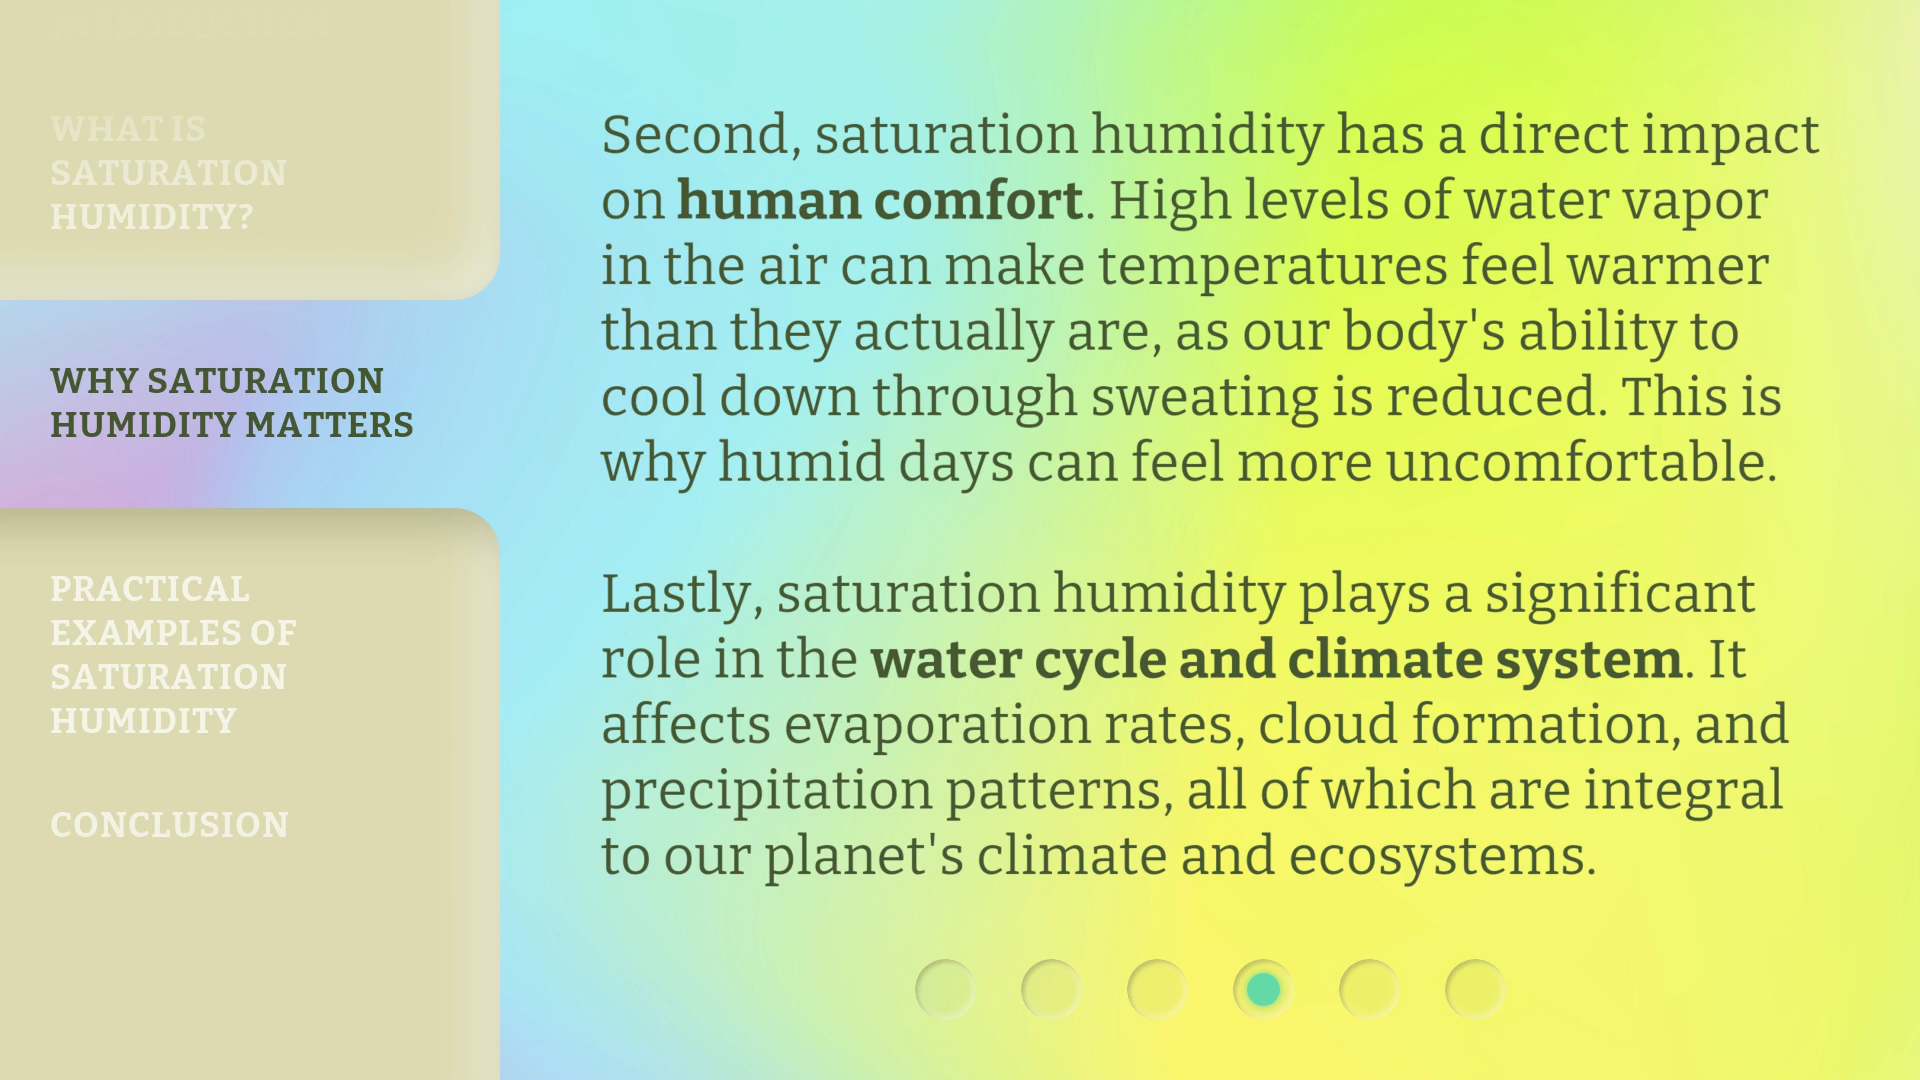 INTRODUCTION
WHAT IS
SATURATION
HUMIDITY?
WHY SATURATION
HUMIDITY MATTERS
PRACTICAL
EXAMPLES OF
SATURATION
HUMIDITY
CONCLUSION
Second, saturation humidity has a direct impact
on human comfort. High levels of water vapor
in the air can make temperatures feel warmer
than they actually are, as our body's ability to
cool down through sweating is reduced. This is
why humid days can feel more uncomfortable.
Lastly, saturation humidity plays a significant
role in the water cycle and climate system. It
affects evaporation rates, cloud formation, and
precipitation patterns, all of which are integral
to our planet's climate and ecosystems.